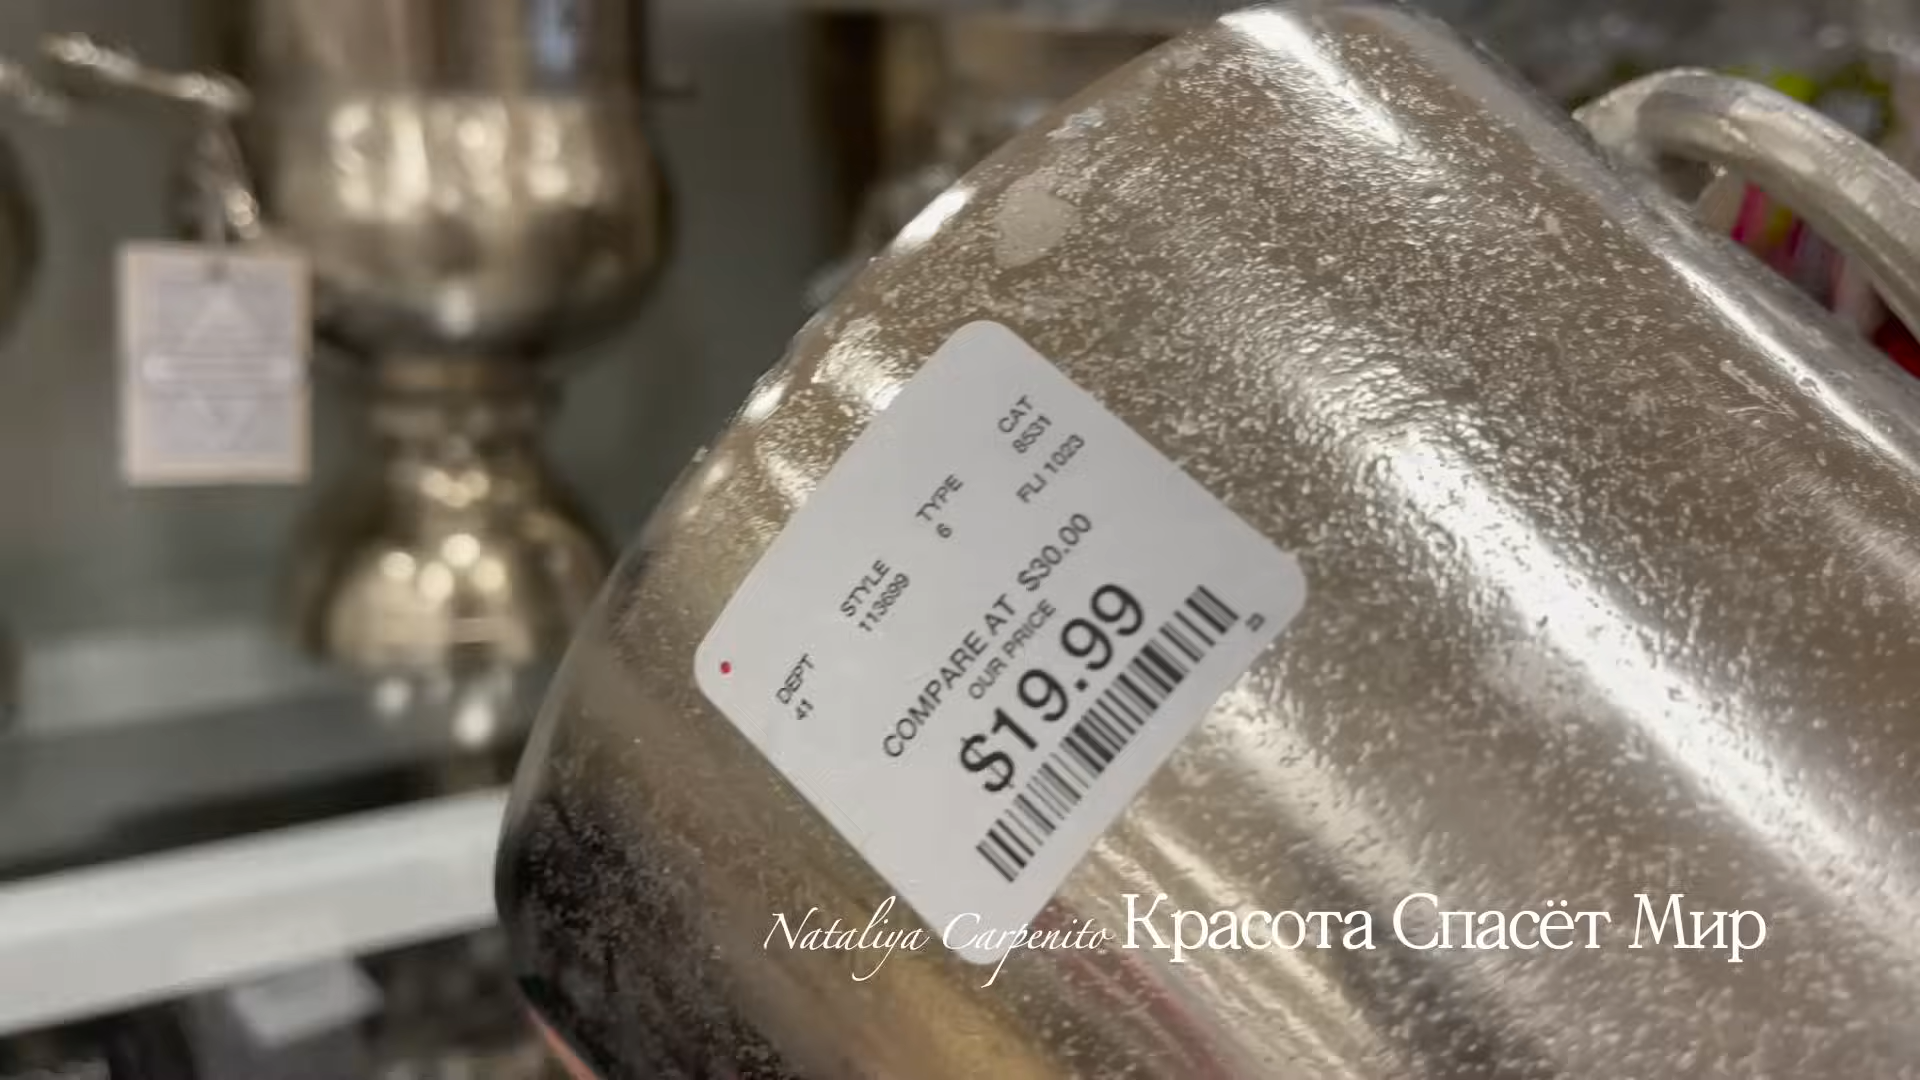 DEPT
41
STYLE
113699
TYPE
6
CAT
8531
FLI 1023
COMPARE AT $30.00
OUR PRICE
$19.99
Nataliya Carpenito Красота Спасёт Мир